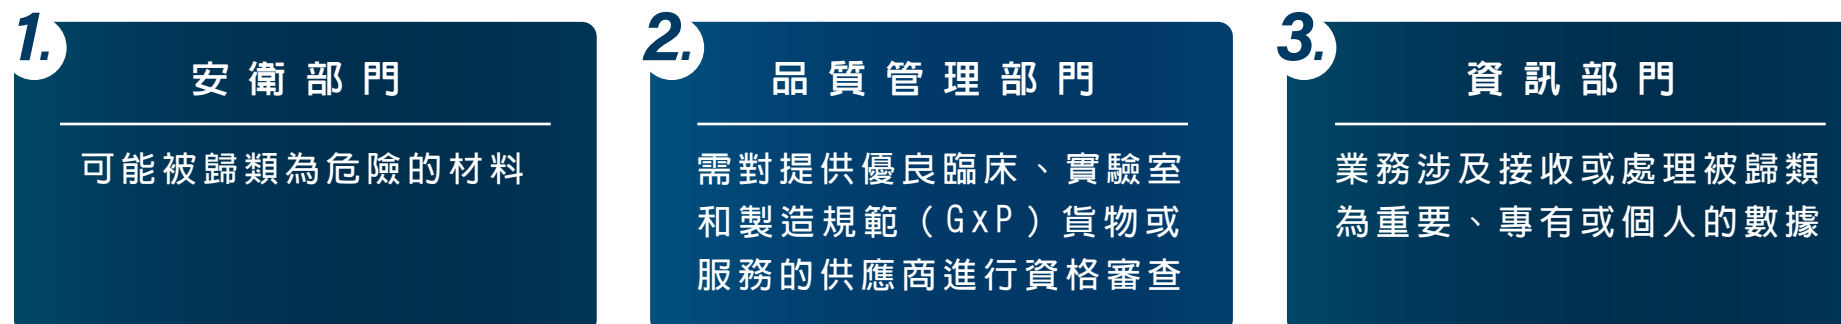 1.
安衛部門
可能被歸類為危險的材料
2.
品質管理部門
需對提供優良臨床、實驗室
和製造規範（GxP）貨物或
服務的供應商進行資格審查
3.
資訊部門
業務涉及接收或處理被歸類
為重要、專有或個人的數據